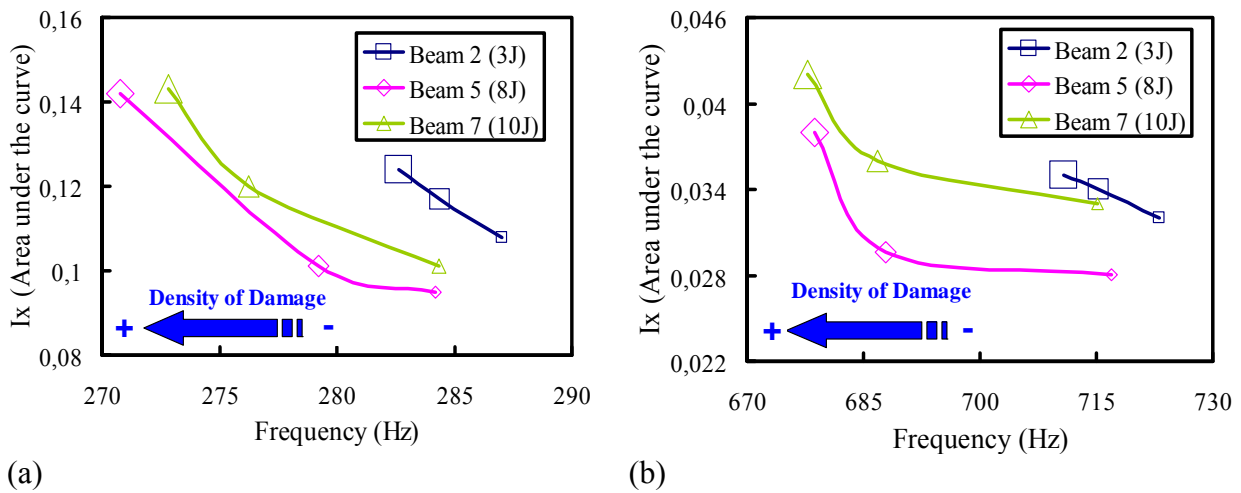 0,16
0,14
0,12
0,1
0,08
Ix (Area under the curve)
Beam 2 (3J)
Beam 5 (8J)
Beam 7 (10J)
Density of Damage
+ -
270 275 280 285 290
Frequency (Hz)
(a)
0,046
0,04
0,034
0,028
0,022
Ix (Area under the curve)
Beam 2 (3J)
Beam 5 (8J)
Beam 7 (10J)
Density of Damage
+ -
670 685 700 715 730
Frequency (Hz)
(b)